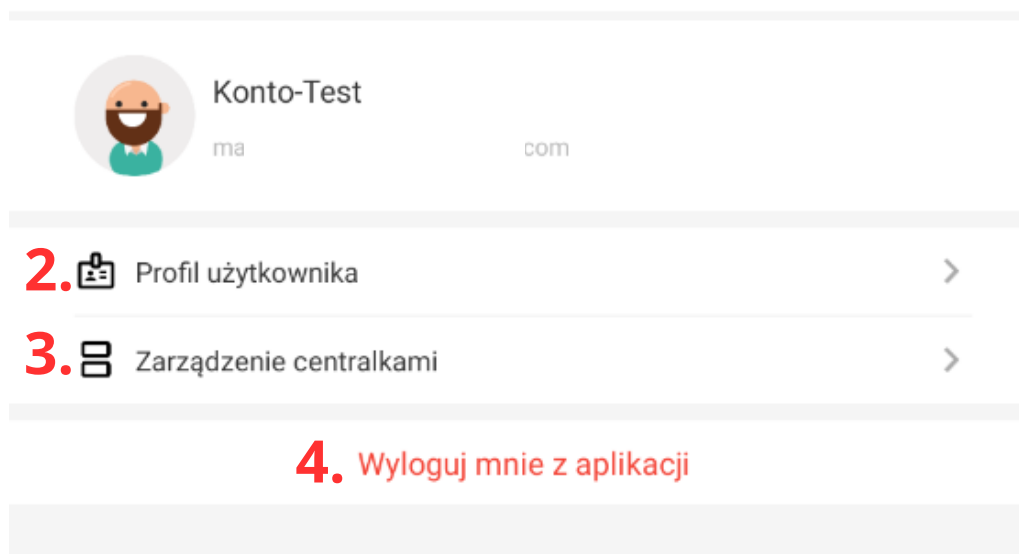 Konto-Test
ma com
2. Profil użytkownika
3. Zarządzenie centralkami
4. Wyloguj mnie z aplikacji